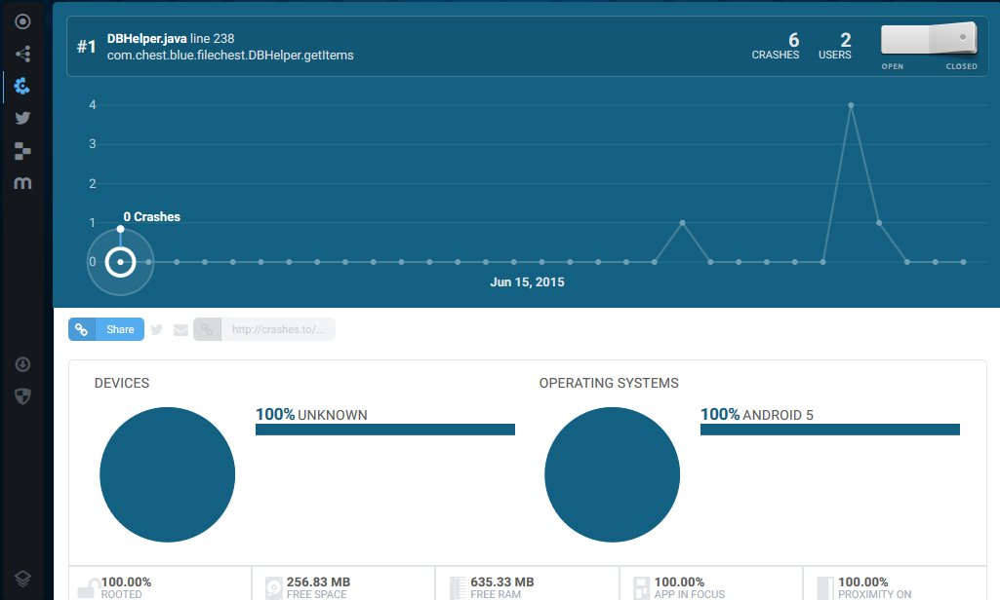 #1
DBHelper.java line 238
com.chest.blue.filechest.DBHelper.getItems
6
CRASHES
2
USERS
OPEN
CLOSED
4
3
2
1
0
0 Crashes
Jun 15, 2015
Share
http://crashes.to/...
DEVICES
100% UNKNOWN
OPERATING SYSTEMS
100% ANDROID 5
100.00%
ROOTED
256.83 MB
FREE SPACE
635.33 MB
FREE RAM
100.00%
APP IN FOCUS
100.00%
PROXIMITY ON